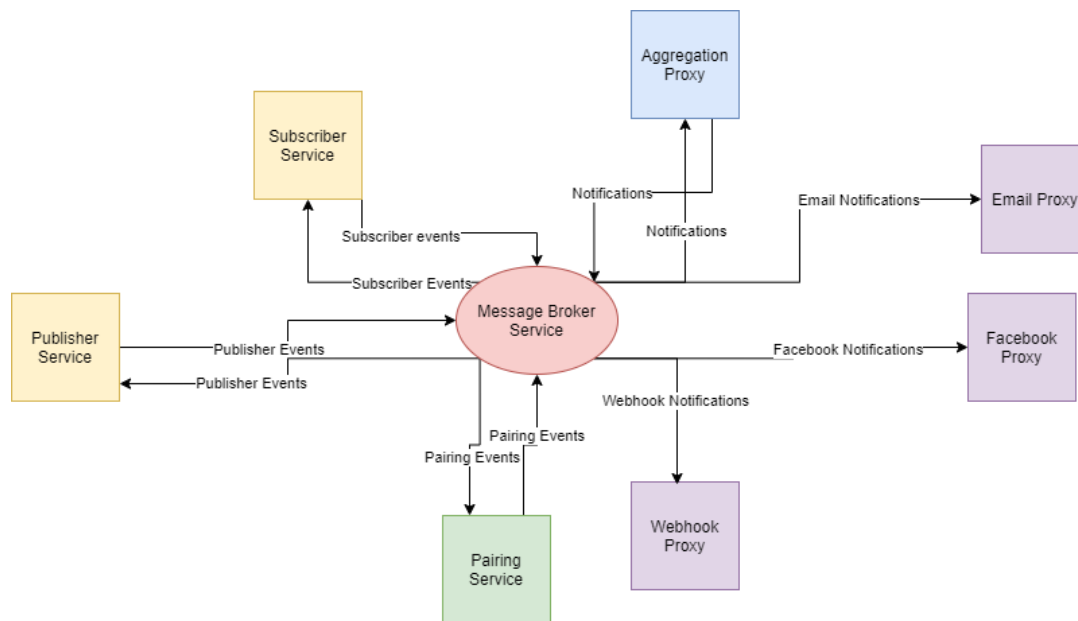 Aggregation
Proxy
Subscriber
Service
Notifications
Email Notifications
Email Proxy
Subscriber events
Notifications
Subscriber Events
Message Broker
Service
Publisher
Service
Publisher Events
Facebook Notifications
Facebook
Proxy
Publisher Events
Webhook Notifications
Pairing Events
Pairing Events
Webhook
Proxy
Pairing
Service